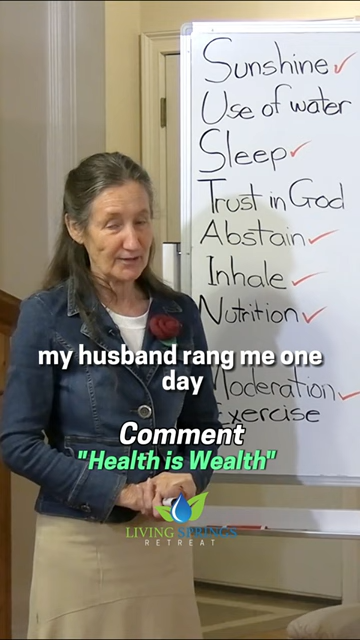 Sunshine ✓
Use of water
Sleep ✓
Trust in God
Abstain ✓
Inhale ✓
Nutrition ✓
Moderation ✓
Exercise
my husband rang me one
day
Comment
"Health is Wealth"
LIVING SPRINGS
RETREAT